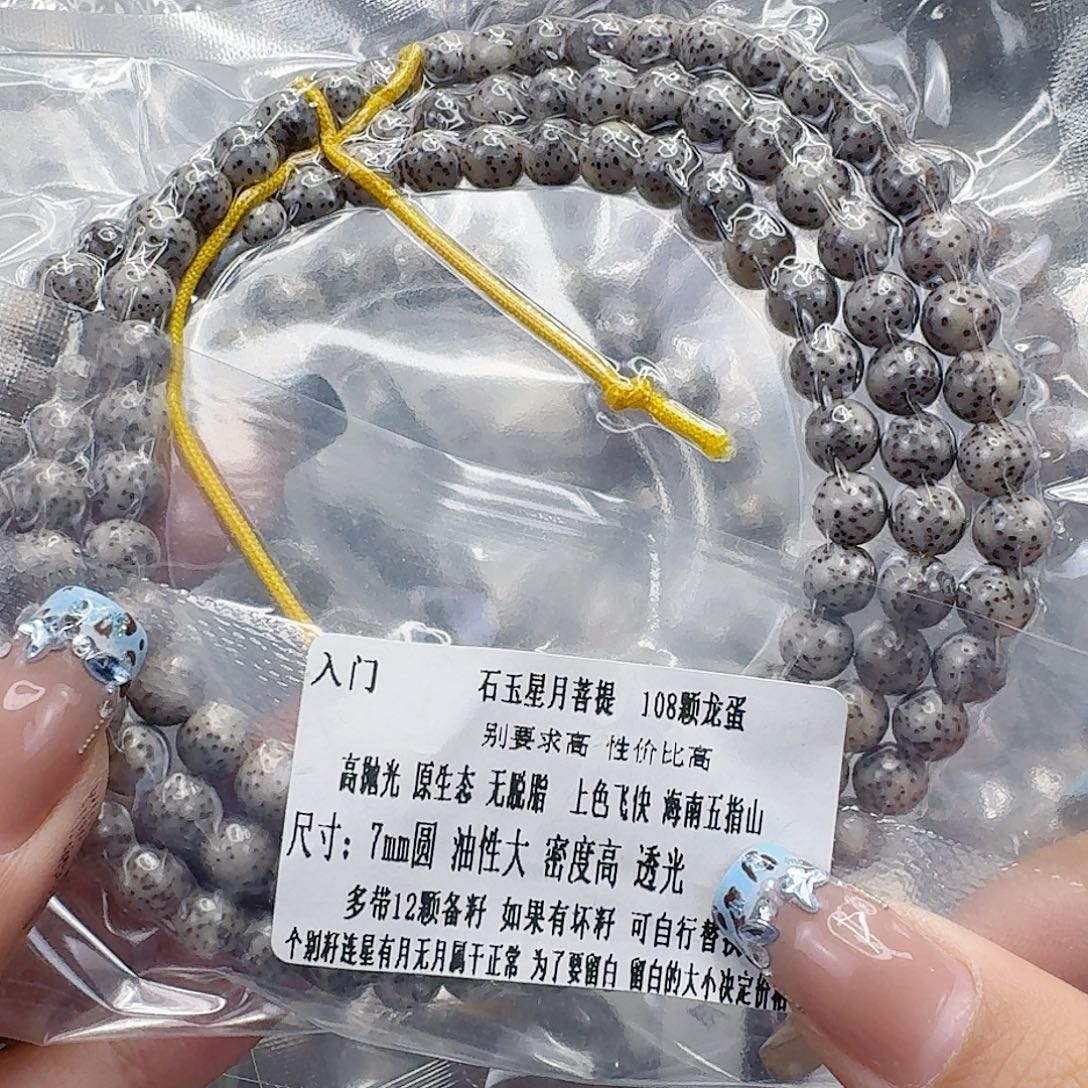 入门 石玉星月菩提 108颗龙蛋
别要求高 性价比高
高抛光 原生态 无脱脂 上色飞快 海南五指山
尺寸：7mm圆 油性大 密度高 透光
多带12颗备籽 如果有坏籽 可自行替
个别籽连星有月无月属于正常 为了要留白 留白的大小决定价